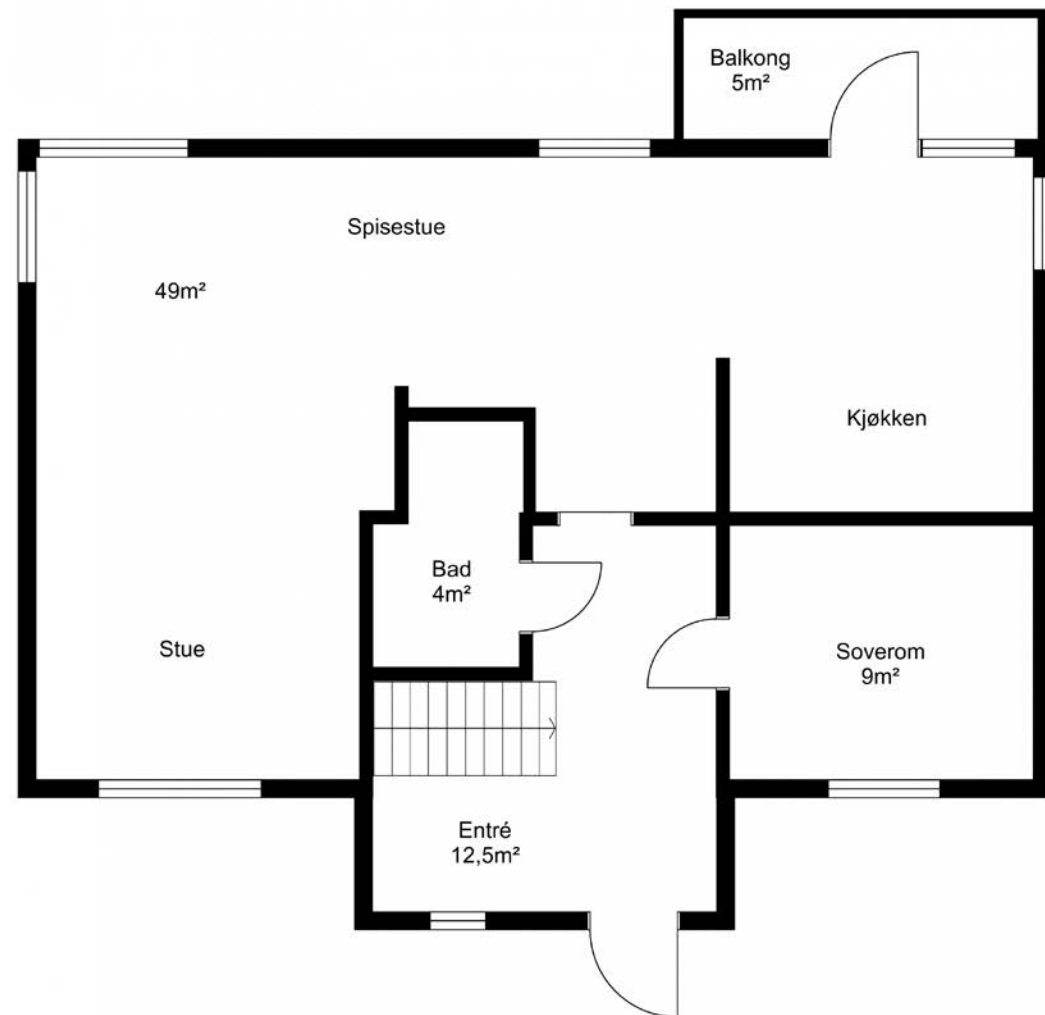 Balkong
5m²
Spisestue
49m²
Kjøkken
Bad
4m²
Stue
Soverom
9m²
Entré
12,5m²